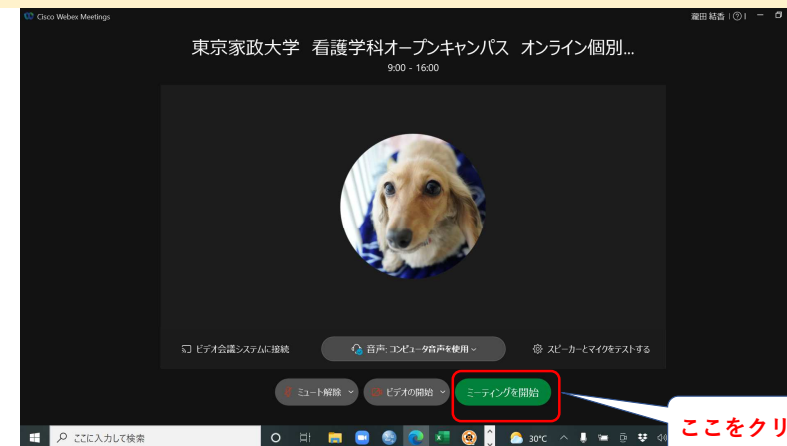 Cisco Webex Meetings
瀧田 結香
東京家政大学 看護学科オープンキャンパス オンライン個別...
9:00 - 16:00
ビデオ会議システムに接続
音声: コンピュータ音声を使用
スピーカーとマイクをテストする
ミュート解除
ビデオの開始
ミーティングを開始
ここをクリ
ここに入力して検索
30°C